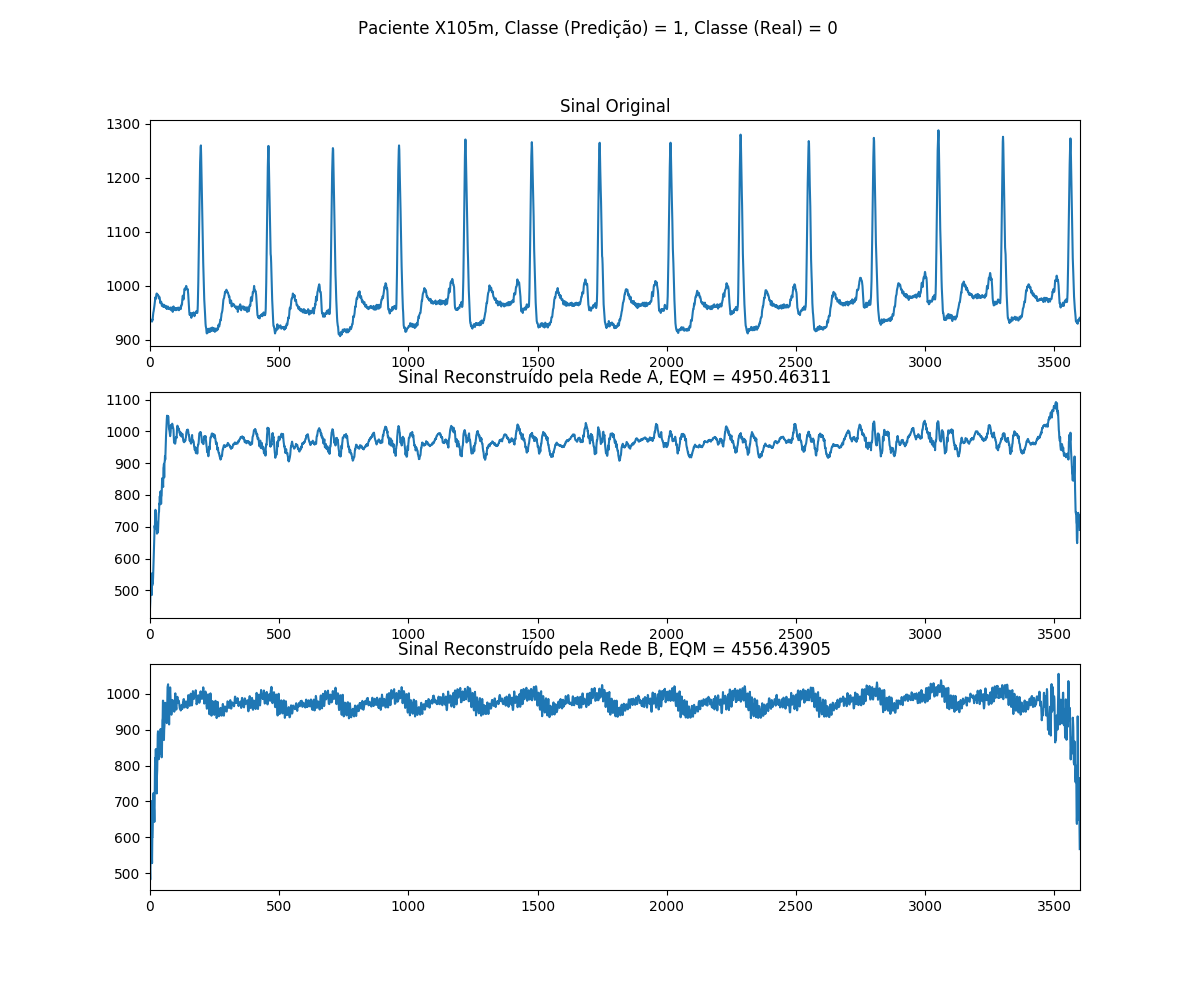 Paciente X105m, Classe (Predição) = 1, Classe (Real) = 0
Sinal Original
1300
1200
1100
1000
900
0 500 1000 1500 2000 2500 3000 3500
Sinal Reconstruído pela Rede A, EQM = 4950.46311
1100
1000
900
800
700
600
500
0 500 1000 1500 2000 2500 3000 3500
Sinal Reconstruído pela Rede B, EQM = 4556.43905
1000
900
800
700
600
500
0 500 1000 1500 2000 2500 3000 3500